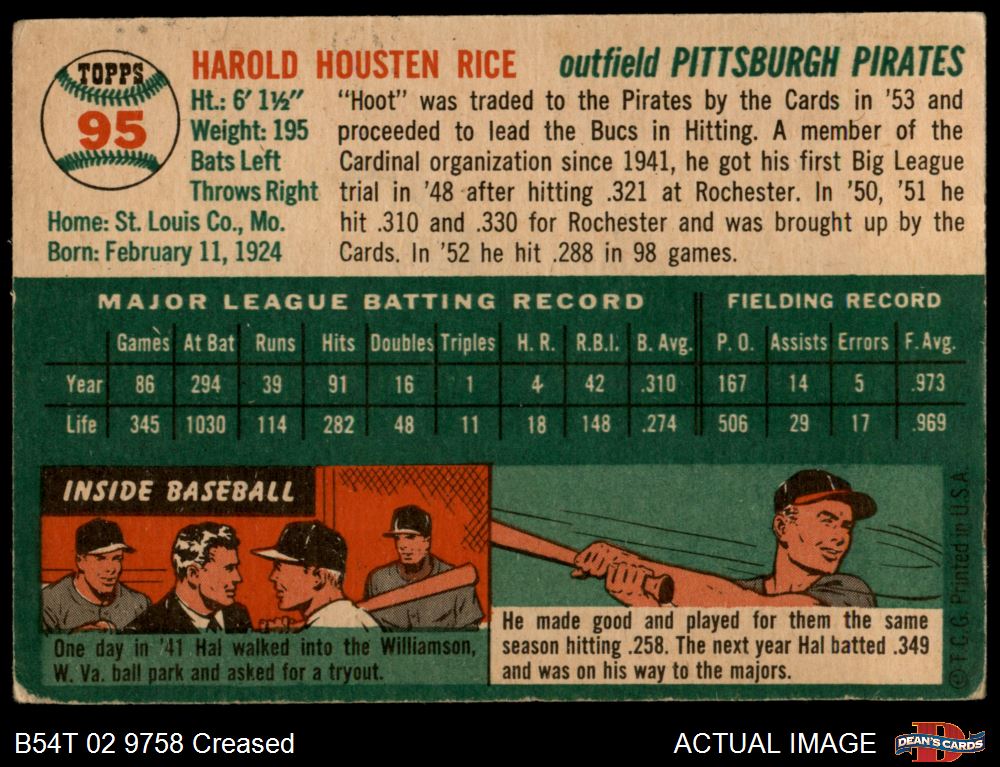 TOPPS
95
HAROLD HOUSTEN RICE
outfield PITTSBURGH PIRATES
Ht.: 6' 1½"
Weight: 195
Bats Left
Throws Right
Home: St. Louis Co., Mo.
Born: February 11, 1924
"Hoot" was traded to the Pirates by the Cards in '53 and
proceeded to lead the Bucs in Hitting. A member of the
Cardinal organization since 1941, he got his first Big League
trial in '48 after hitting .321 at Rochester. In '50, '51 he
hit .310 and .330 for Rochester and was brought up by the
Cards. In '52 he hit .288 in 98 games.
MAJOR LEAGUE BATTING RECORD FIELDING RECORD
Games At Bat Runs Hits Doubles Triples H. R. R.B.I. B. Avg. P. O. Assists Errors F. Avg.
Year 86 294 39 91 16 1 4 42 .310 167 14 5 .973
Life 345 1030 114 282 48 11 18 148 .274 506 29 17 .969
INSIDE BASEBALL
One day in '41 Hal walked into the Williamson,
W. Va. ball park and asked for a tryout.
He made good and played for them the same
season hitting .258. The next year Hal batted .349
and was on his way to the majors.
© T. C. G. Printed in U.S.A.
B54T 02 9758 Creased
ACTUAL IMAGE
D
DEAN'S CARDS